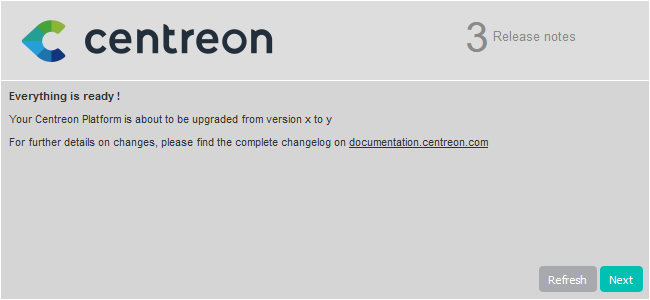 centreon
3 Release notes
Everything is ready !
Your Centreon Platform is about to be upgraded from version x to y
For further details on changes, please find the complete changelog on documentation.centreon.com
Refresh Next